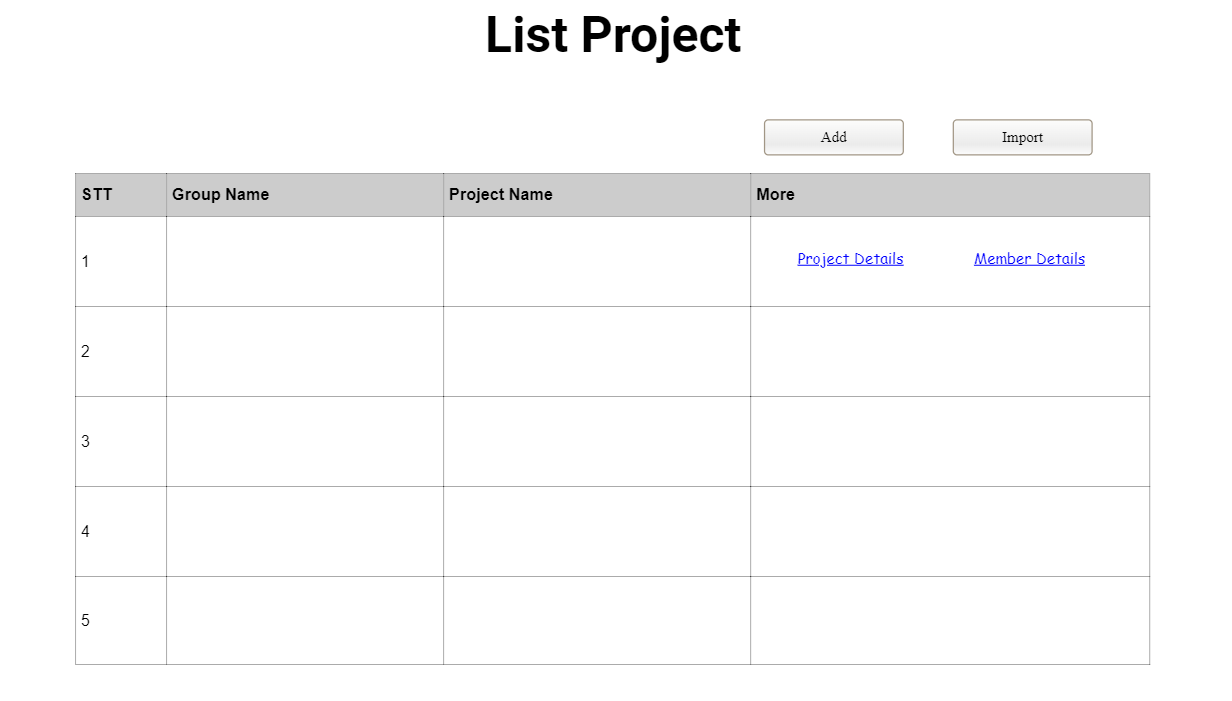 List Project
Add Import
STT Group Name Project Name More
1 Project Details Member Details
2
3
4
5